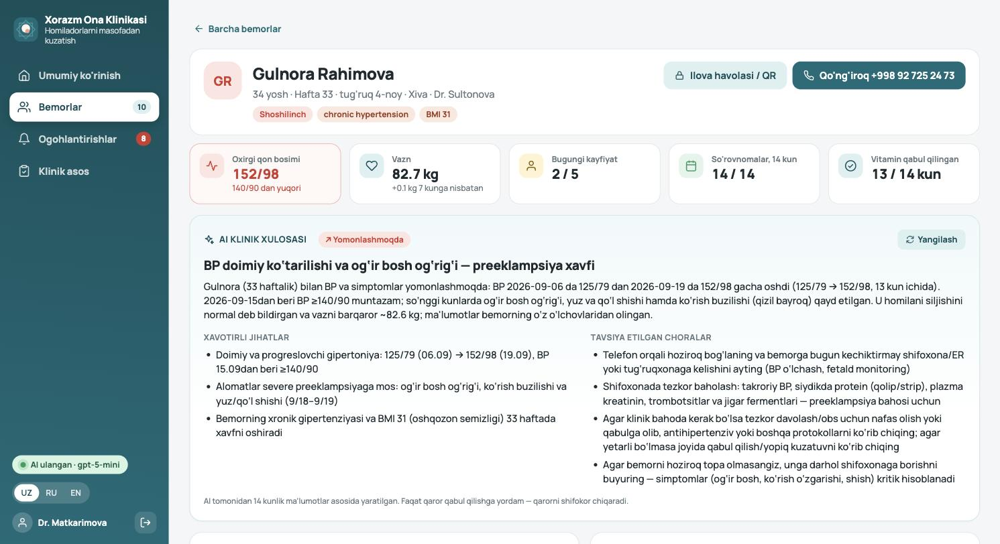 Xorazm Ona Klinikasi
Homiladorlarni masofadan
kuzatish
Umumiy ko'rinish
Bemorlar 10
Ogohlantirishlar 8
Klinik asos
AI ulangan · gpt-5-mini
UZ RU EN
Dr. Matkarimova
← Barcha bemorlar
GR
Gulnora Rahimova
34 yosh · Hafta 33 · tug'ruq 4-noy · Xiva · Dr. Sultonova
Shoshilinch chronic hypertension BMI 31
Ilova havolasi / QR
Qo'ng'iroq +998 92 725 24 73
Oxirgi qon bosimi
152/98
140/90 dan yuqori
Vazn
82.7 kg
+0.1 kg 7 kunga nisbatan
Bugungi kayfiyat
2 / 5
So'rovnomalar, 14 kun
14 / 14
Vitamin qabul qilingan
13 / 14 kun
AI KLINIK XULOSASI
↗ Yomonlashmoqda
Yangilash
BP doimiy ko‘tarilishi va og‘ir bosh og‘rig‘i — preeklampsiya xavfi
Gulnora (33 haftalik) bilan BP va simptomlar yomonlashmoqda: BP 2026-09-06 da 125/79 dan 2026-09-19 da 152/98 gacha oshdi (125/79 → 152/98, 13 kun ichida).
2026-09-15dan beri BP ≥140/90 muntazam; so‘nggi kunlarda og‘ir bosh og‘rig‘i, yuz va qo‘l shishi hamda ko‘rish buzilishi (qizil bayroq) qayd etilgan. U homilani siljishini
normal deb bildirgan va vazni barqaror ~82.6 kg; ma'lumotlar bemorning o‘z o‘lchovlaridan olingan.
XAVOTIRLI JIHATLAR
• Doimiy va progreslovchi gipertoniya: 125/79 (06.09) → 152/98 (19.09), BP
15.09dan beri ≥140/90
• Alomatlar severe preeklampsiyaga mos: og‘ir bosh og‘rig‘i, ko‘rish buzilishi va
yuz/qo‘l shishi (9/18–9/19)
• Bemorning xronik gipertenziyasi va BMI 31 (oshqozon semizligi) 33 haftada
xavfni oshiradi
TAVSIYA ETILGAN CHORALAR
• Telefon orqali hoziroq bog‘laning va bemorga bugun kechiktirmay shifoxona/ER
yoki tug‘ruqxonaga kelishini ayting (BP o‘lchash, fetald monitoring)
• Shifoxonada tezkor baholash: takroriy BP, siydikda protein (qolip/strip), plazma
kreatinin, trombotsitlar va jigar fermentlari — preeklampsiya bahosi uchun
• Agar klinik bahoda kerak bo‘lsa tezkor davolash/obs uchun nafas olish yoki
qabulga olib, antihipertenziv yoki boshqa protokollarni ko‘rib chiqing; agar
yetarli bo‘lmasa joyida qabul qilish/yopiq kuzatuvni ko‘rib chiqing
• Agar bemorni hoziroq topa olmasangiz, unga darhol shifoxonaga borishni
buyuring — simptomlar (og‘ir bosh, ko‘rish o‘zgarishi, shish) kritik hisoblanadi
AI tomonidan 14 kunlik ma'lumotlar asosida yaratilgan. Faqat qaror qabul qilishga yordam — qarorni shifokor chiqaradi.